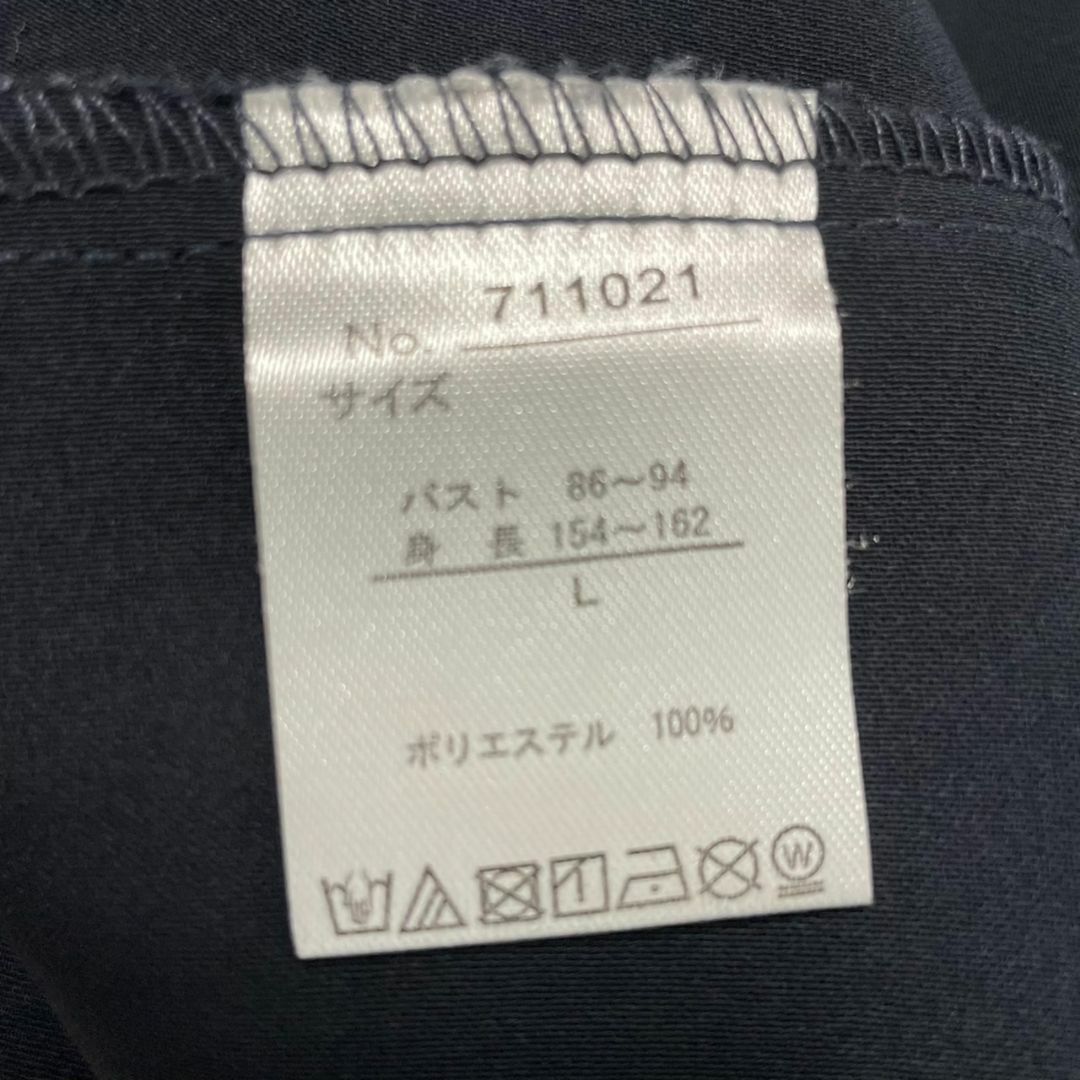 No. 711021
サイズ
バスト 86～94
身長 154～162
L
ポリエステル 100%
W